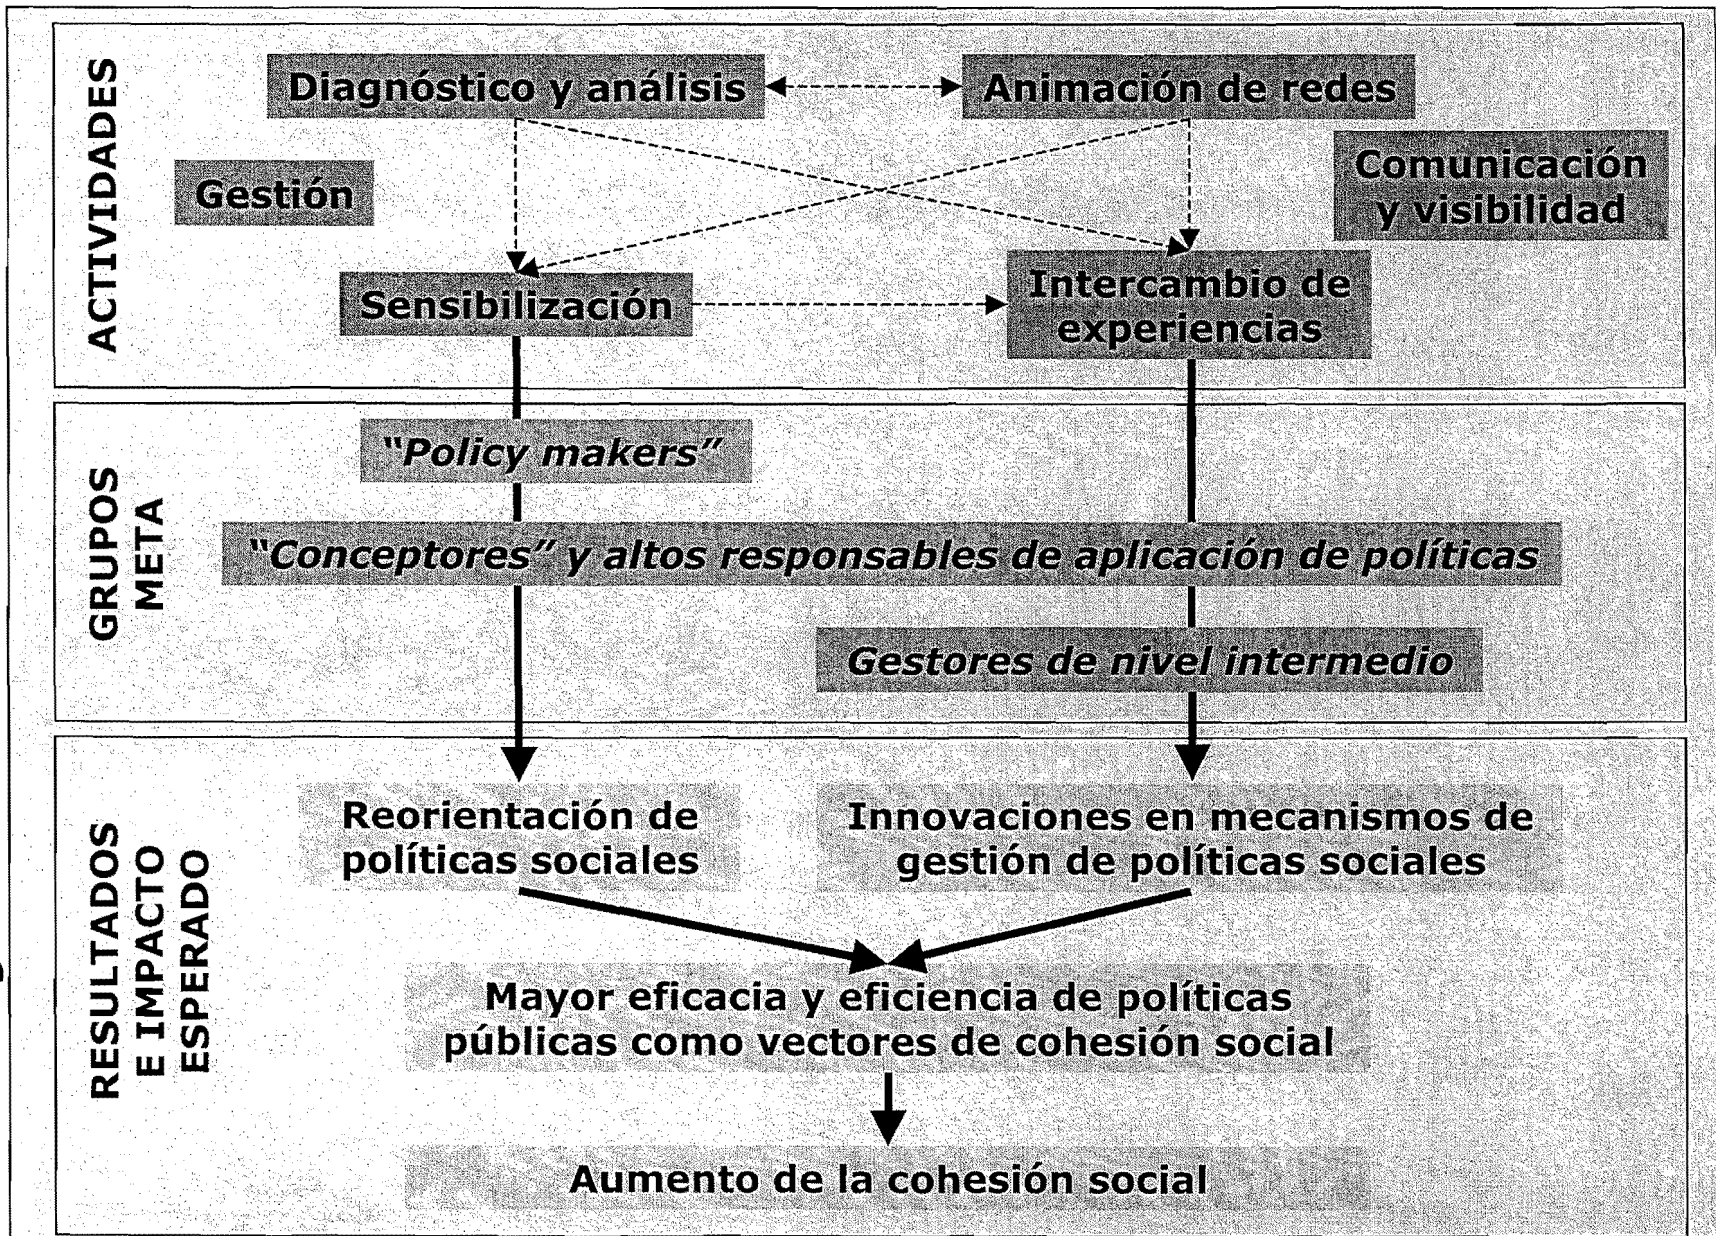 ACTIVIDADES
Diagnóstico y análisis
Animación de redes
Gestión
Comunicación
y visibilidad
Sensibilización
Intercambio de
experiencias
GRUPOS
META
“Policy makers”
“Conceptores” y altos responsables de aplicación de políticas
Gestores de nivel intermedio
RESULTADOS
E IMPACTO
ESPERADO
Reorientación de
políticas sociales
Innovaciones en mecanismos de
gestión de políticas sociales
Mayor eficacia y eficiencia de políticas
públicas como vectores de cohesión social
Aumento de la cohesión social